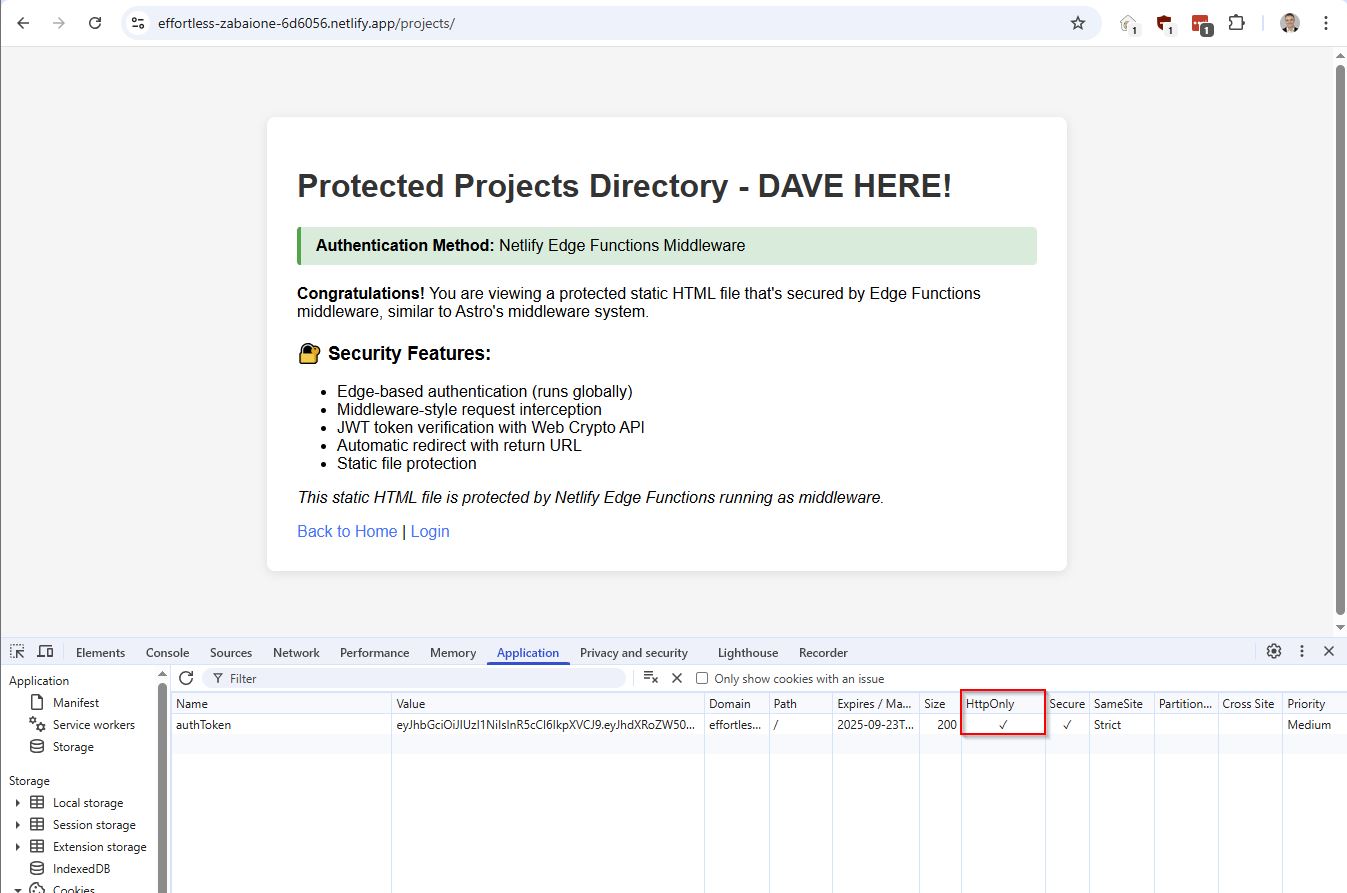 effortless-zabaione-6d6056.netlify.app/projects/
1
1
1
Protected Projects Directory - DAVE HERE!
Authentication Method: Netlify Edge Functions Middleware
Congratulations! You are viewing a protected static HTML file that's secured by Edge Functions
middleware, similar to Astro's middleware system.
Security Features:
• Edge-based authentication (runs globally)
• Middleware-style request interception
• JWT token verification with Web Crypto API
• Automatic redirect with return URL
• Static file protection
This static HTML file is protected by Netlify Edge Functions running as middleware.
Back to Home | Login
Elements Console Sources Network Performance Memory Application Privacy and security Lighthouse Recorder
Application
Manifest
Service workers
Storage
Storage
Local storage
Session storage
Extension storage
IndexedDB
Cookies
Filter
Only show cookies with an issue
Name Value Domain Path Expires / Ma... Size HttpOnly Secure SameSite Partition... Cross Site Priority
authToken effortles... / 2025-09-23T... 200 ✓ ✓ Strict Medium